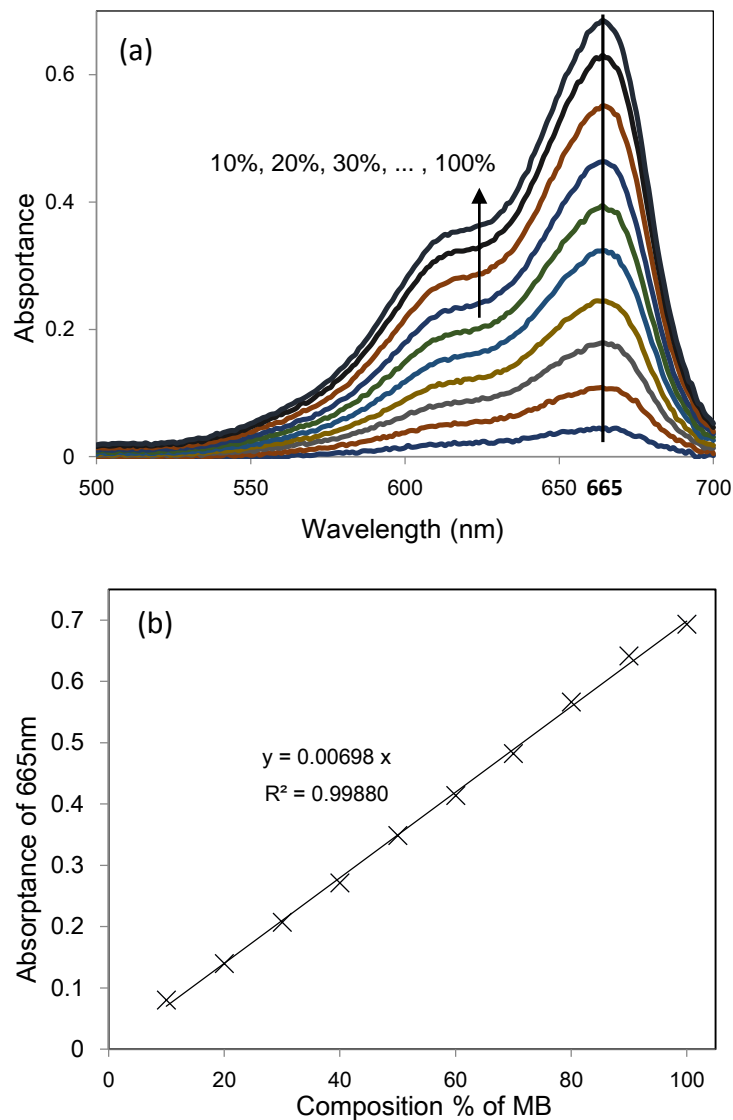 (a)
0.6
10%, 20%, 30%, ... , 100%
0.4
Absportance
0.2
0
500 550 600 650 665 700
Wavelength (nm)
(b)
0.7
0.6
Absorptance of 665nm
0.5
y = 0.00698 x
R² = 0.99880
0.4
0.3
0.2
0.1
0
0 20 40 60 80 100
Composition % of MB